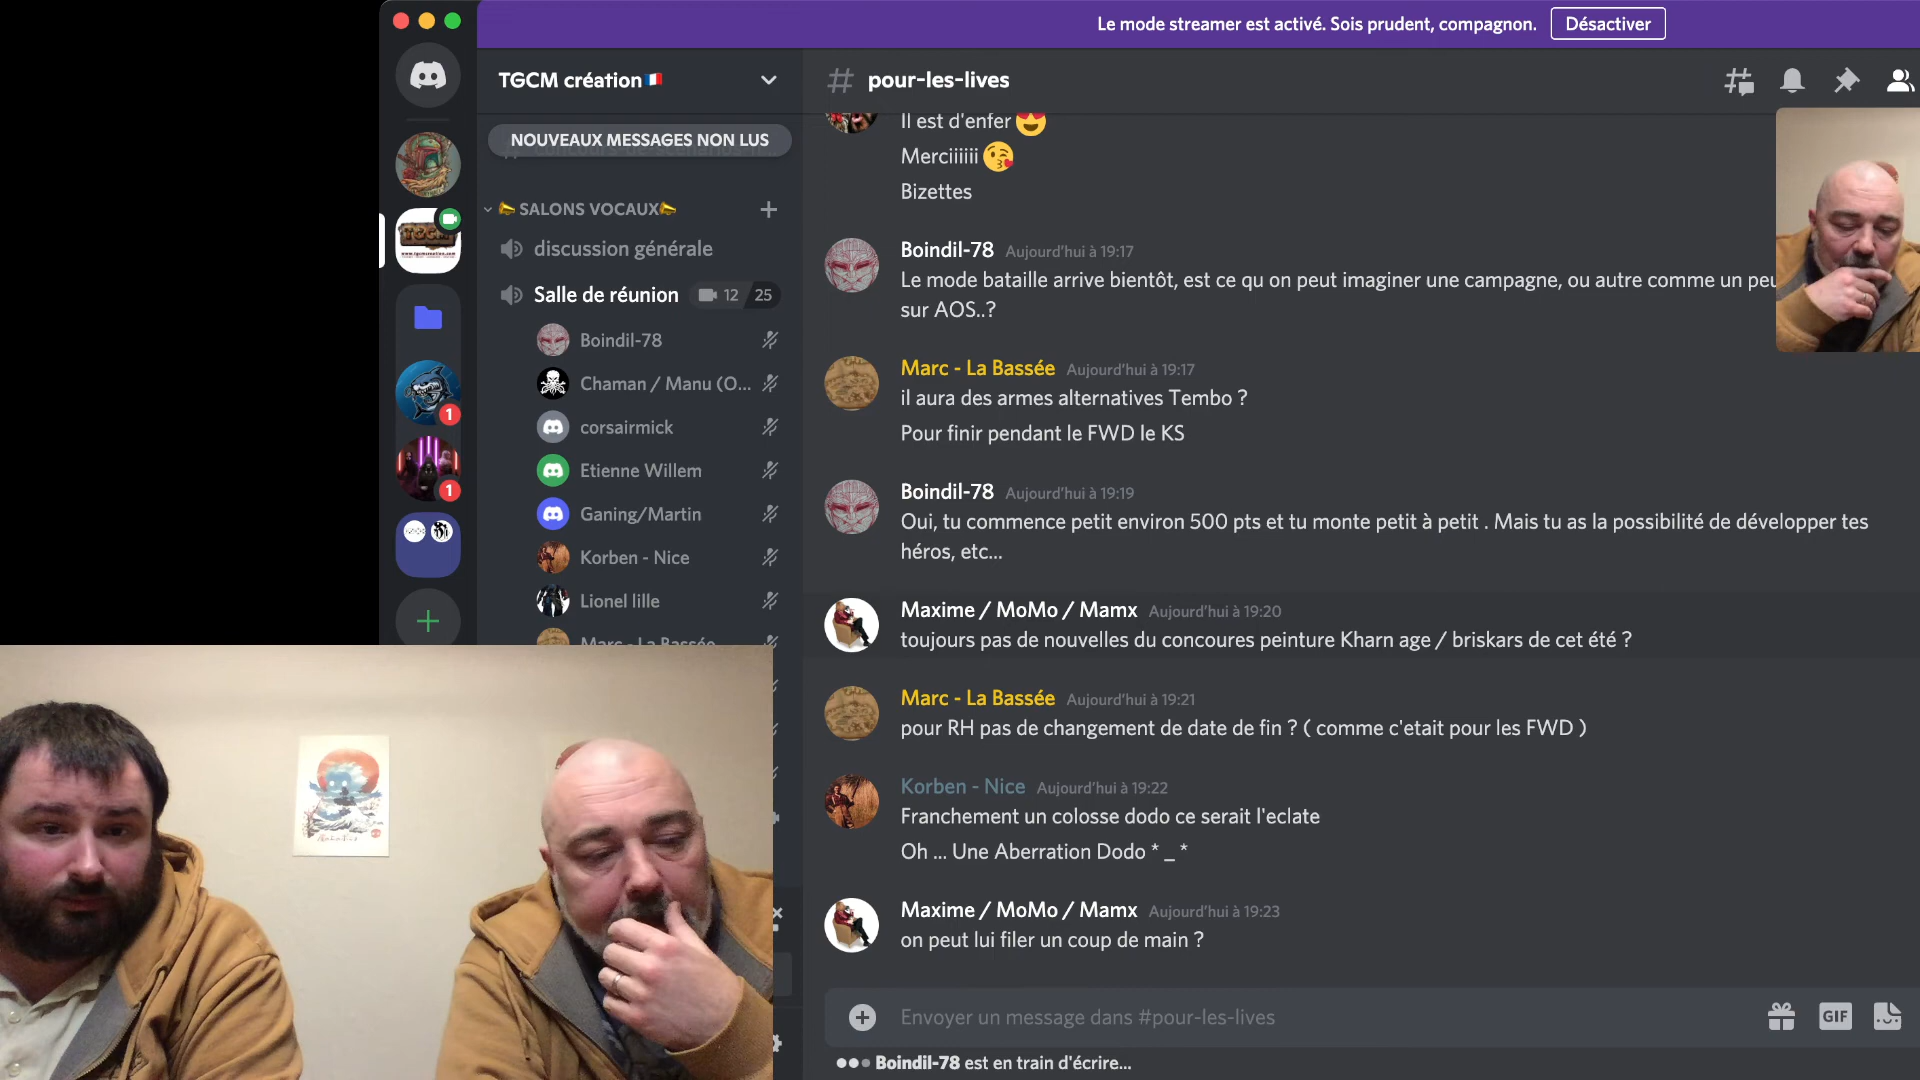 Le mode streamer est activé. Sois prudent, compagnon.
Désactiver
TGCM création
NOUVEAUX MESSAGES NON LUS
SALONS VOCAUX
discussion générale
Salle de réunion 12 25
Boindil-78
Chaman / Manu (O...
corsairmick
Etienne Willem
Ganing/Martin
Korben - Nice
Lionel lille
Marc - La Bassée
1
1
pour-les-lives
Il est d'enfer
Merciiiiii
Bizettes
Boindil-78 Aujourd'hui à 19:17
Le mode bataille arrive bientôt, est ce qu on peut imaginer une campagne, ou autre comme un peu
sur AOS..?
Marc - La Bassée Aujourd'hui à 19:17
il aura des armes alternatives Tembo ?
Pour finir pendant le FWD le KS
Boindil-78 Aujourd'hui à 19:19
Oui, tu commence petit environ 500 pts et tu monte petit à petit . Mais tu as la possibilité de développer tes
héros, etc...
Maxime / MoMo / Mamx Aujourd'hui à 19:20
toujours pas de nouvelles du concoures peinture Kharn age / briskars de cet été ?
Marc - La Bassée Aujourd'hui à 19:21
pour RH pas de changement de date de fin ? ( comme c'etait pour les FWD )
Korben - Nice Aujourd'hui à 19:22
Franchement un colosse dodo ce serait l'eclate
Oh ... Une Aberration Dodo * _ *
Maxime / MoMo / Mamx Aujourd'hui à 19:23
on peut lui filer un coup de main ?
Envoyer un message dans #pour-les-lives
GIF
Boindil-78 est en train d'écrire...